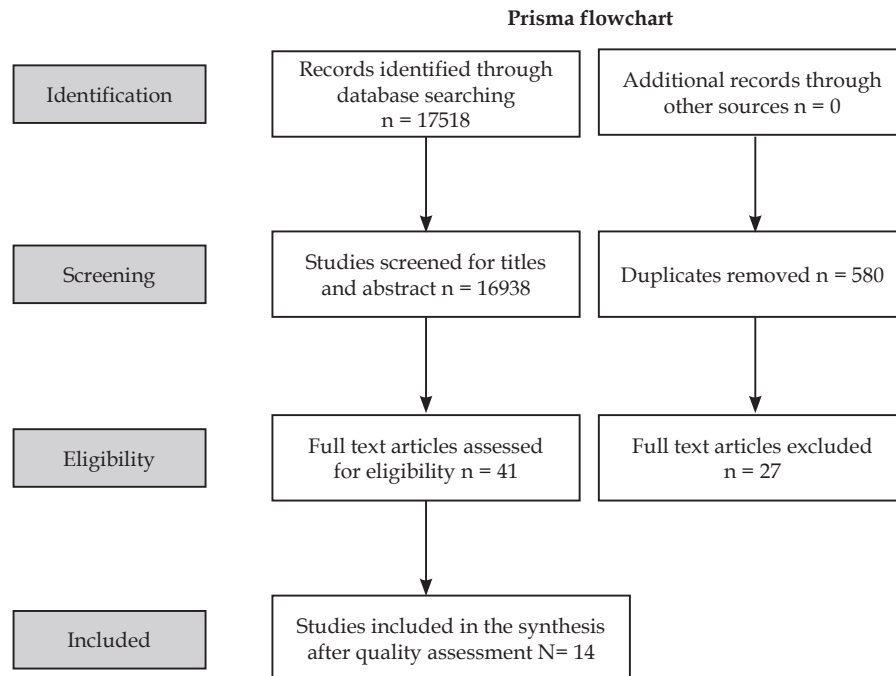 Prisma flowchart
Identification
Records identified through
database searching
n = 17518
Additional records through
other sources n = 0
Screening
Studies screened for titles
and abstract n = 16938
Duplicates removed n = 580
Eligibility
Full text articles assessed
for eligibility n = 41
Full text articles excluded
n = 27
Included
Studies included in the synthesis
after quality assessment N= 14